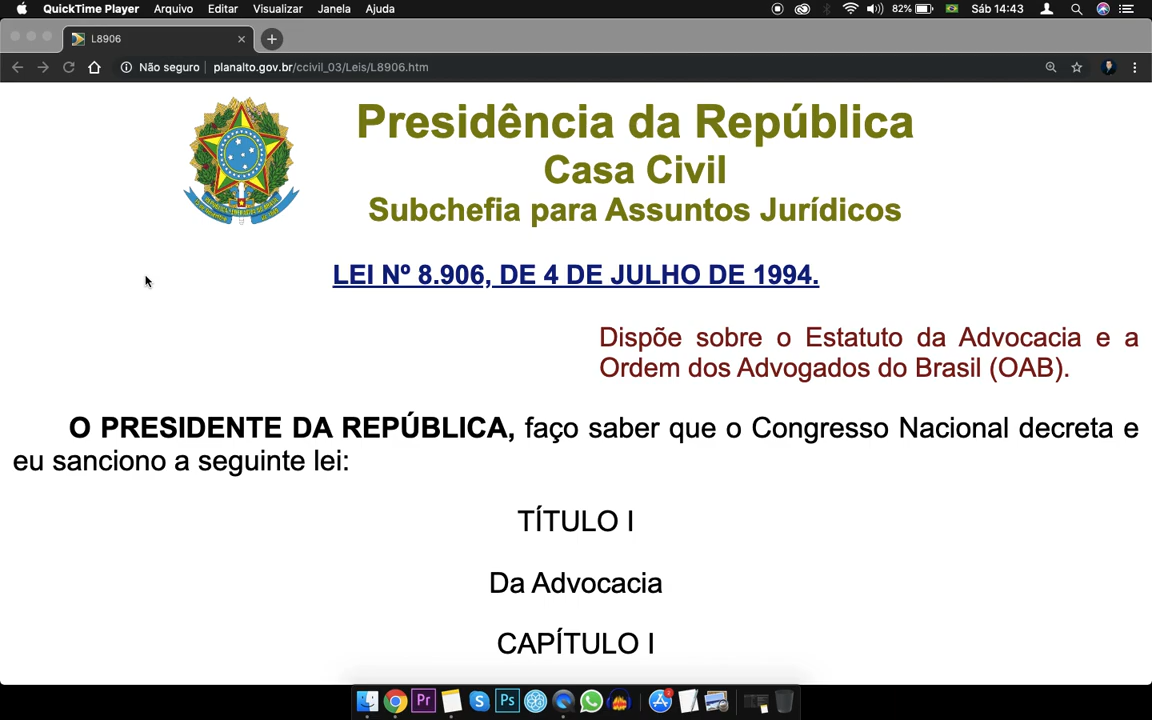 QuickTime Player Arquivo Editar Visualizar Janela Ajuda 82% Sáb 14:43
L8906
Não seguro planalto.gov.br/ccivil_03/Leis/L8906.htm
Presidência da República
Casa Civil
Subchefia para Assuntos Jurídicos
LEI Nº 8.906, DE 4 DE JULHO DE 1994.
Dispõe sobre o Estatuto da Advocacia e a
Ordem dos Advogados do Brasil (OAB).
O PRESIDENTE DA REPÚBLICA, faço saber que o Congresso Nacional decreta e
eu sanciono a seguinte lei:
TÍTULO I
Da Advocacia
CAPÍTULO I
Pr Ps